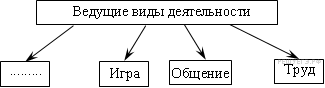 Ведущие виды деятельности
..........
Игра
Общение
Труд